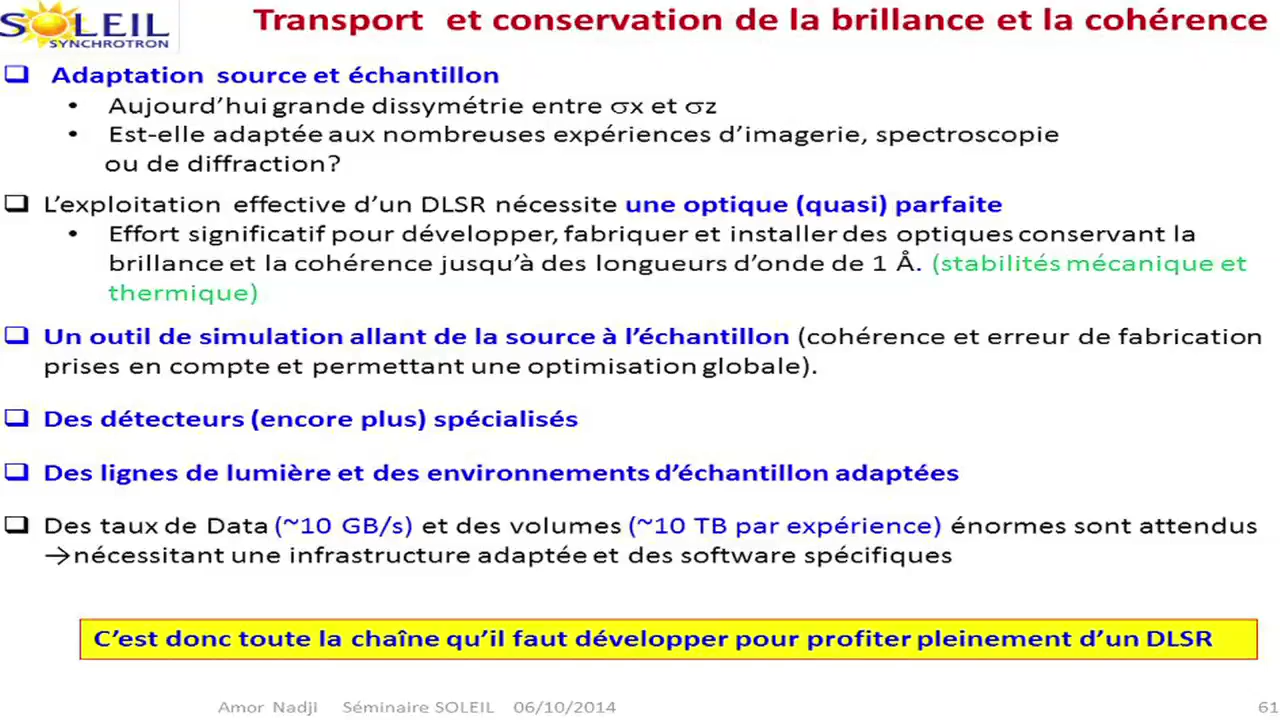 SOLEIL
SYNCHROTRON
Transport et conservation de la brillance et la cohérence
❑ Adaptation source et échantillon
• Aujourd’hui grande dissymétrie entre σx et σz
• Est-elle adaptée aux nombreuses expériences d’imagerie, spectroscopie
ou de diffraction?
❑ L’exploitation effective d’un DLSR nécessite une optique (quasi) parfaite
• Effort significatif pour développer, fabriquer et installer des optiques conservant la
brillance et la cohérence jusqu’à des longueurs d’onde de 1 Å. (stabilités mécanique et
thermique)
❑ Un outil de simulation allant de la source à l’échantillon (cohérence et erreur de fabrication
prises en compte et permettant une optimisation globale).
❑ Des détecteurs (encore plus) spécialisés
❑ Des lignes de lumière et des environnements d’échantillon adaptées
❑ Des taux de Data (~10 GB/s) et des volumes (~10 TB par expérience) énormes sont attendus
→nécessitant une infrastructure adaptée et des software spécifiques
C’est donc toute la chaîne qu’il faut développer pour profiter pleinement d’un DLSR
Amor Nadji Séminaire SOLEIL 06/10/2014
61